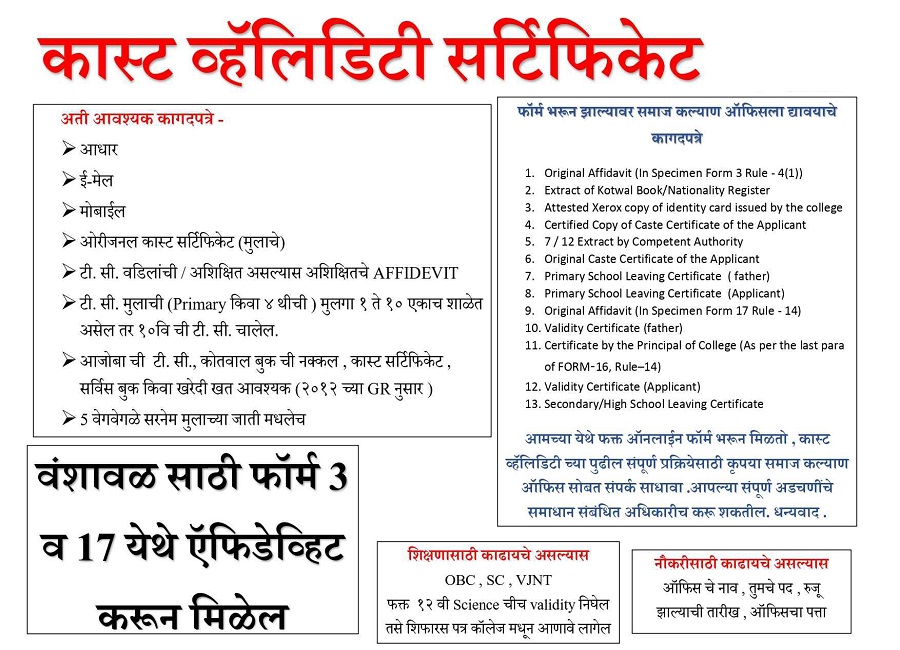 कास्ट व्हॅलिडिटी सर्टिफिकेट
अती आवश्यक कागदपत्रे -
➢ आधार
➢ ई-मेल
➢ मोबाईल
➢ ओरीजनल कास्ट सर्टिफिकेट (मुलाचे)
➢ टी. सी. वडिलांची / अशिक्षित असल्यास अशिक्षितचे AFFIDEVIT
➢ टी. सी. मुलाची (Primary किवा ४ थीची ) मुलगा १ ते १० एकाच शाळेत
असेल तर १०वि ची टी. सी. चालेल.
➢ आजोबा ची टी. सी., कोतवाल बुक ची नक्कल , कास्ट सर्टिफिकेट ,
सर्विस बुक किवा खरेदी खत आवश्यक (२०१२ च्या GR नुसार )
➢ 5 वेगवेगळे सरनेम मुलाच्या जाती मधलेच
फॉर्म भरून झाल्यावर समाज कल्याण ऑफिसला द्यावयाचे
कागदपत्रे
1. Original Affidavit (In Specimen Form 3 Rule - 4(1))
2. Extract of Kotwal Book/Nationality Register
3. Attested Xerox copy of identity card issued by the college
4. Certified Copy of Caste Certificate of the Applicant
5. 7 / 12 Extract by Competent Authority
6. Original Caste Certificate of the Applicant
7. Primary School Leaving Certificate ( father)
8. Primary School Leaving Certificate (Applicant)
9. Original Affidavit (In Specimen Form 17 Rule - 14)
10. Validity Certificate (father)
11. Certificate by the Principal of College (As per the last para
of FORM-16, Rule–14)
12. Validity Certificate (Applicant)
13. Secondary/High School Leaving Certificate
आमच्या येथे फक्त ऑनलाईन फॉर्म भरून मिळतो , कास्ट
व्हॅलिडिटी च्या पुढील संपूर्ण प्रक्रियेसाठी कृपया समाज कल्याण
ऑफिस सोबत संपर्क साधावा .आपल्या संपूर्ण अडचणींचे
समाधान संबंधित अधिकारीच करू शकतील. धन्यवाद .
वंशावळ साठी फॉर्म 3
व 17 येथे ऍफिडेव्हिट
करून मिळेल
शिक्षणासाठी काढायचे असल्यास
OBC , SC , VJNT
फक्त १२ वी Science चीच validity निघेल
तसे शिफारस पत्र कॉलेज मधून आणावे लागेल
नौकरीसाठी काढायचे असल्यास
ऑफिस चे नाव , तुमचे पद , रुजू
झाल्याची तारीख , ऑफिसचा पत्ता